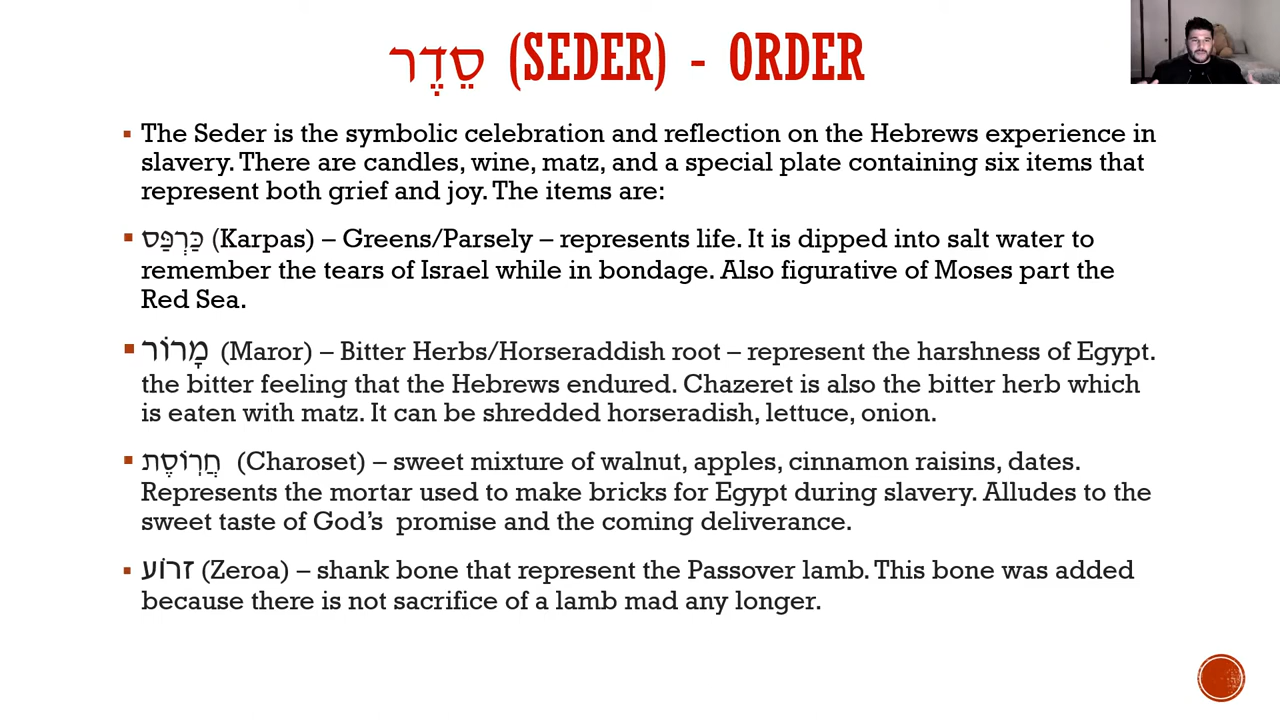 סֵדֶר (SEDER) - ORDER
The Seder is the symbolic celebration and reflection on the Hebrews experience in
slavery. There are candles, wine, matz, and a special plate containing six items that
represent both grief and joy. The items are:
כַּרְפַּס (Karpas) – Greens/Parsely – represents life. It is dipped into salt water to
remember the tears of Israel while in bondage. Also figurative of Moses part the
Red Sea.
מָרוֹר (Maror) – Bitter Herbs/Horseraddish root – represent the harshness of Egypt.
the bitter feeling that the Hebrews endured. Chazeret is also the bitter herb which
is eaten with matz. It can be shredded horseradish, lettuce, onion.
חֲרֽוֹסֶת (Charoset) – sweet mixture of walnut, apples, cinnamon raisins, dates.
Represents the mortar used to make bricks for Egypt during slavery. Alludes to the
sweet taste of God’s promise and the coming deliverance.
זרוֹע (Zeroa) – shank bone that represent the Passover lamb. This bone was added
because there is not sacrifice of a lamb mad any longer.